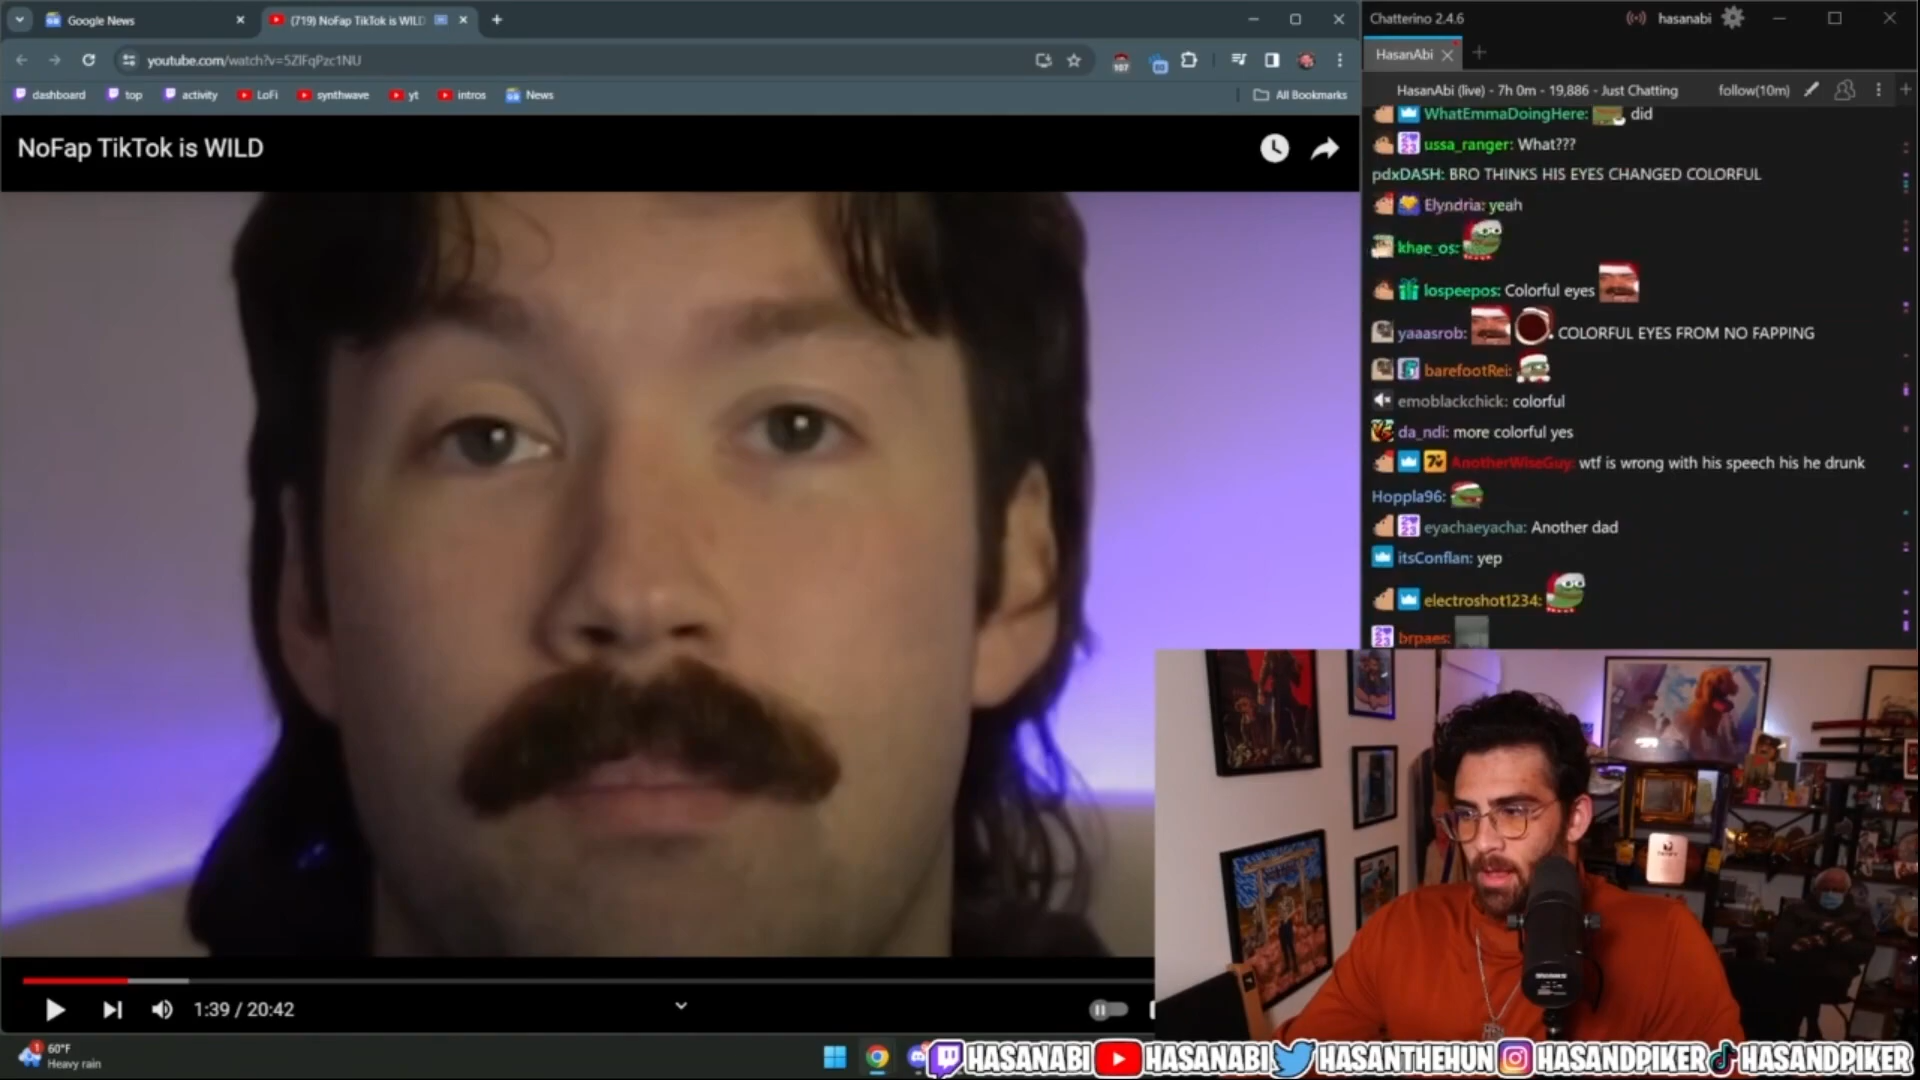 Google News
(719) NoFap TikTok is WILD
youtube.com/watch?v=5ZIFqPzc1NU
107
dashboard
top
activity
LoFi
synthwave
yt
intros
News
All Bookmarks
NoFap TikTok is WILD
1:39 / 20:42
1
60°F
Heavy rain
Chatterino 2.4.6
hasanabi
HasanAbi
HasanAbi (live) - 7h 0m - 19,886 - Just Chatting
follow(10m)
WhatEmmaDoingHere: did
ussa_ranger: What???
pdxDASH: BRO THINKS HIS EYES CHANGED COLORFUL
Elyndria: yeah
khae_os:
lospeepos: Colorful eyes
yaaasrob: COLORFUL EYES FROM NO FAPPING
barefootRei:
emoblackchick: colorful
da_ndi: more colorful yes
AnotherWiseGuy: wtf is wrong with his speech his he drunk
Hoppla96:
eyachaeyacha: Another dad
itsConflan: yep
electroshot1234:
brpaes:
HASANABI HASANABI HASANTHEHUN HASANDPIKER HASANDPIKER